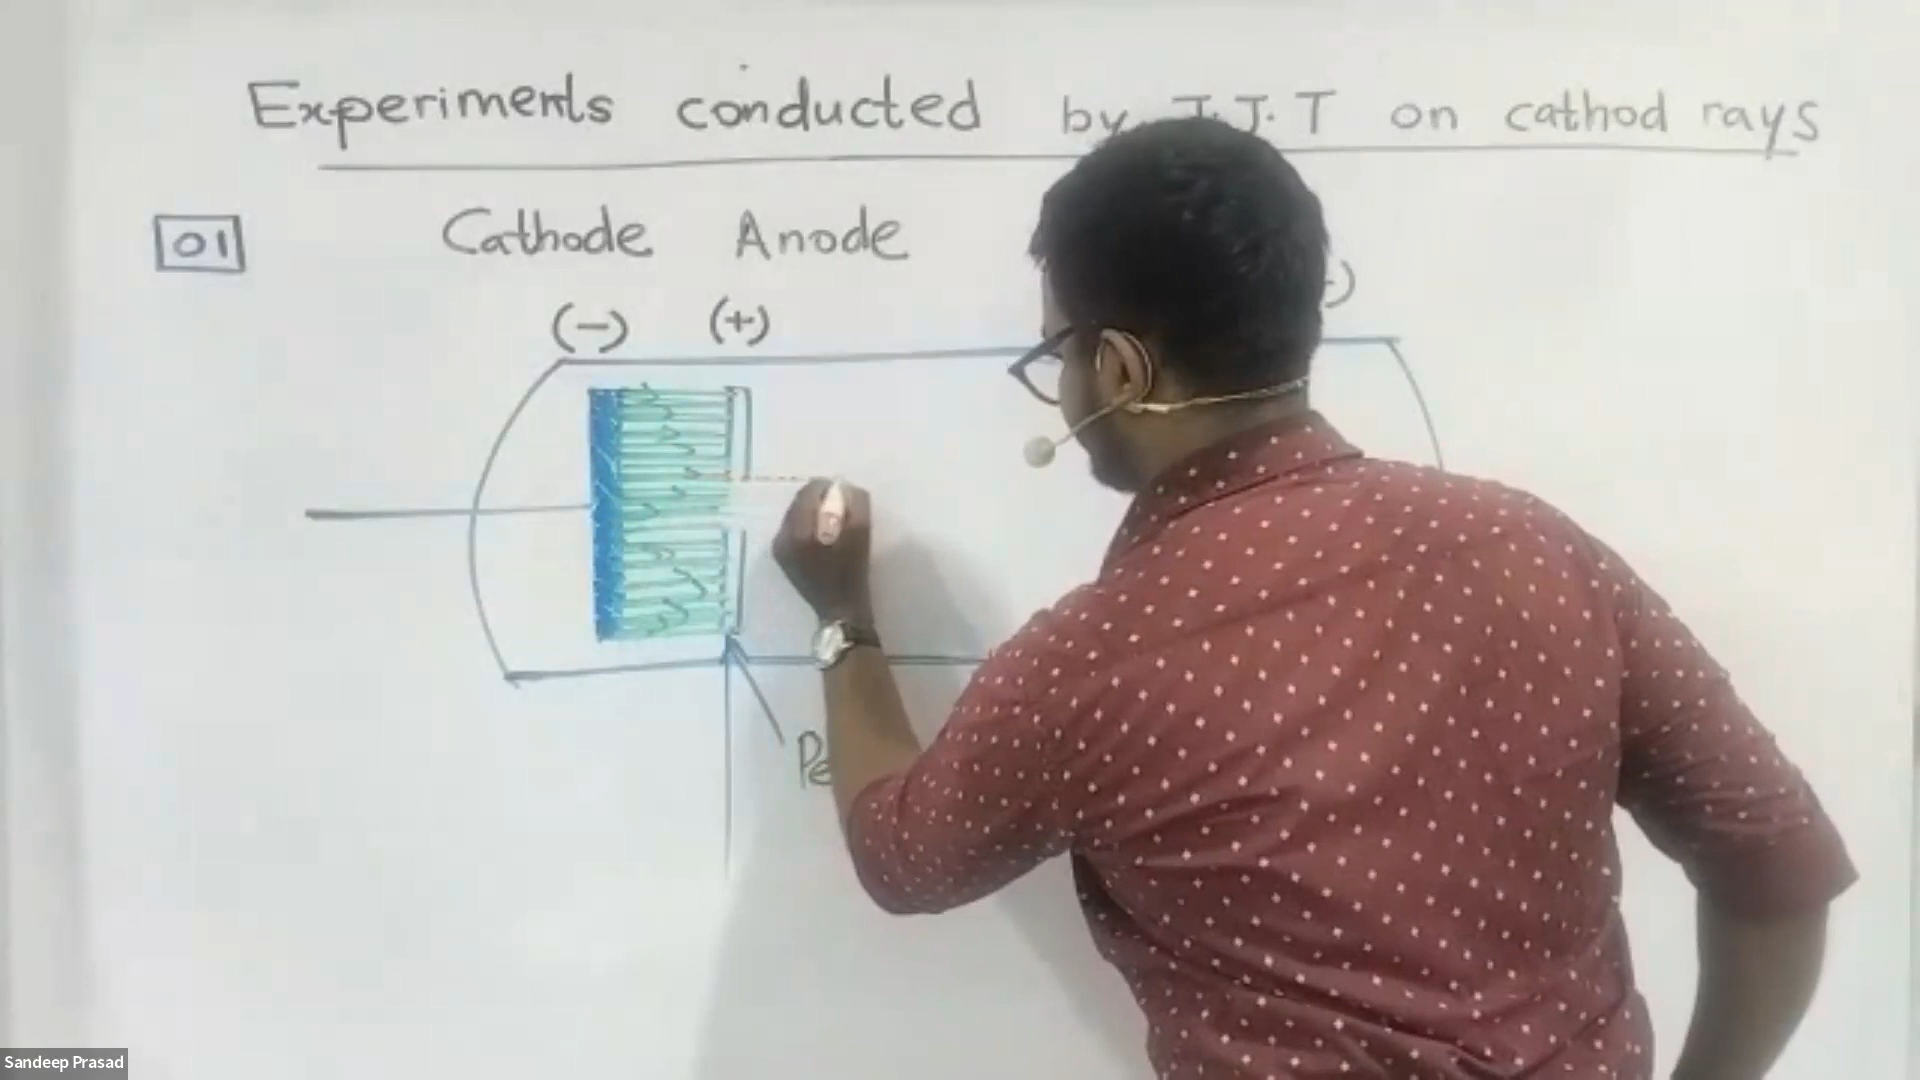 Experiments conducted by J.J.T on cathod rays
01
Cathode Anode
(-) (+)
Sandeep Prasad